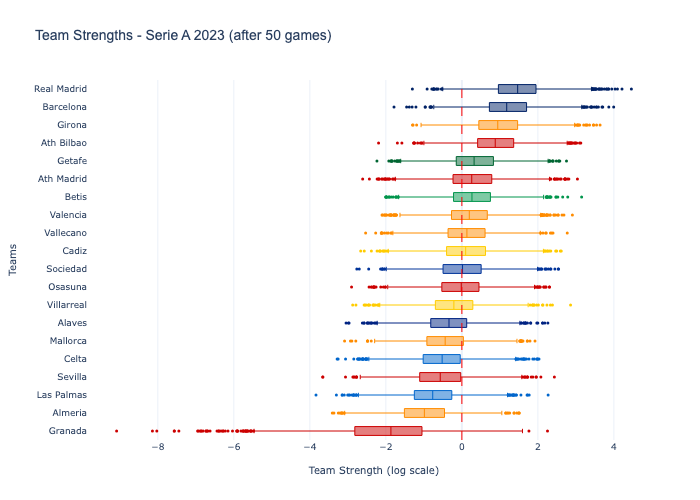 Team Strengths - Serie A 2023 (after 50 games)
Real Madrid
Barcelona
Girona
Ath Bilbao
Getafe
Ath Madrid
Betis
Valencia
Vallecano
Cadiz
Sociedad
Osasuna
Villarreal
Alaves
Mallorca
Celta
Sevilla
Las Palmas
Almeria
Granada
Teams
−8 −6 −4 −2 0 2 4
Team Strength (log scale)